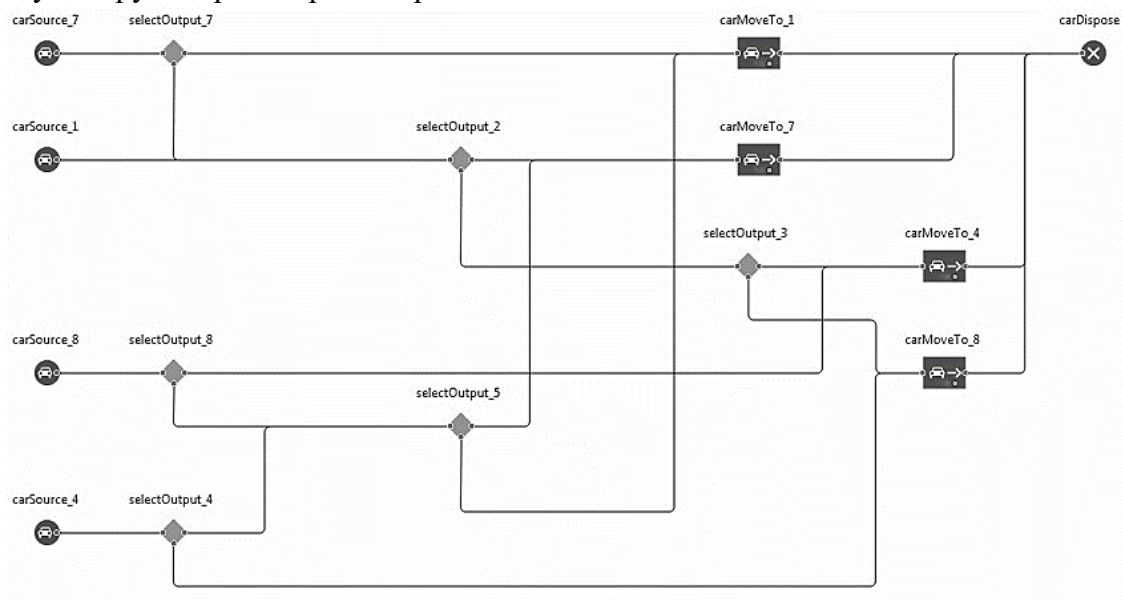 carSource_7 selectOutput_7 carMoveTo_1 carDispose
carSource_1 selectOutput_2 carMoveTo_7
selectOutput_3 carMoveTo_4
carSource_8 selectOutput_8 carMoveTo_8
selectOutput_5
carSource_4 selectOutput_4